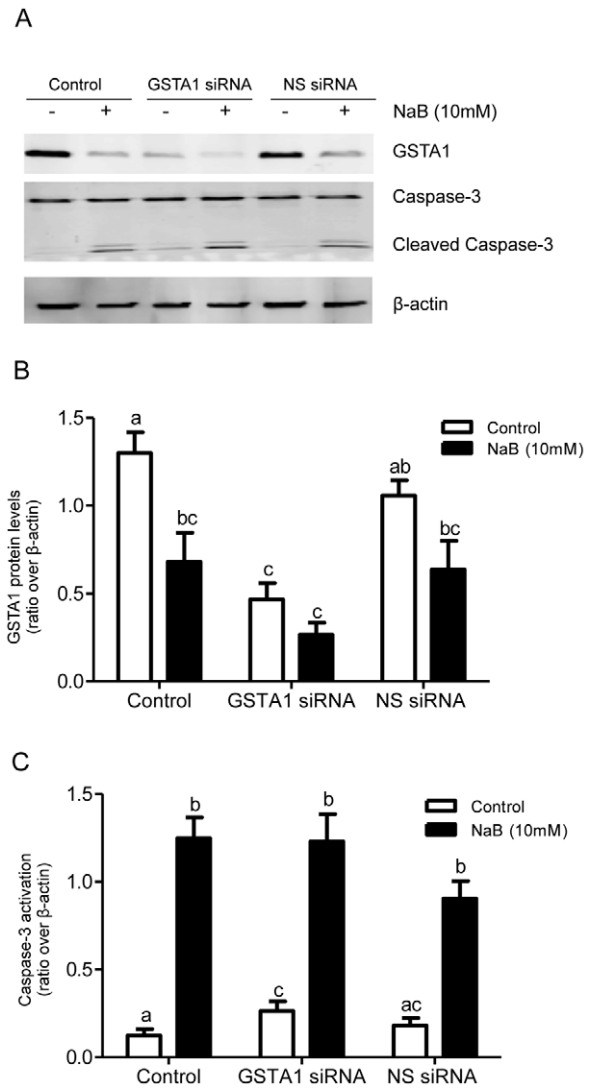 A
Control GSTA1 siRNA NS siRNA
- + - + - + NaB (10mM)
GSTA1
Caspase-3
Cleaved Caspase-3
β-actin
B
GSTA1 protein levels
(ratio over β-actin)
1.5
1.0
0.5
0.0
a
bc
c
c
ab
bc
Control
NaB (10mM)
Control GSTA1 siRNA NS siRNA
C
Caspase-3 activation
(ratio over β-actin)
1.5
1.0
0.5
0.0
a
b
c
b
ac
b
Control
NaB (10mM)
Control GSTA1 siRNA NS siRNA